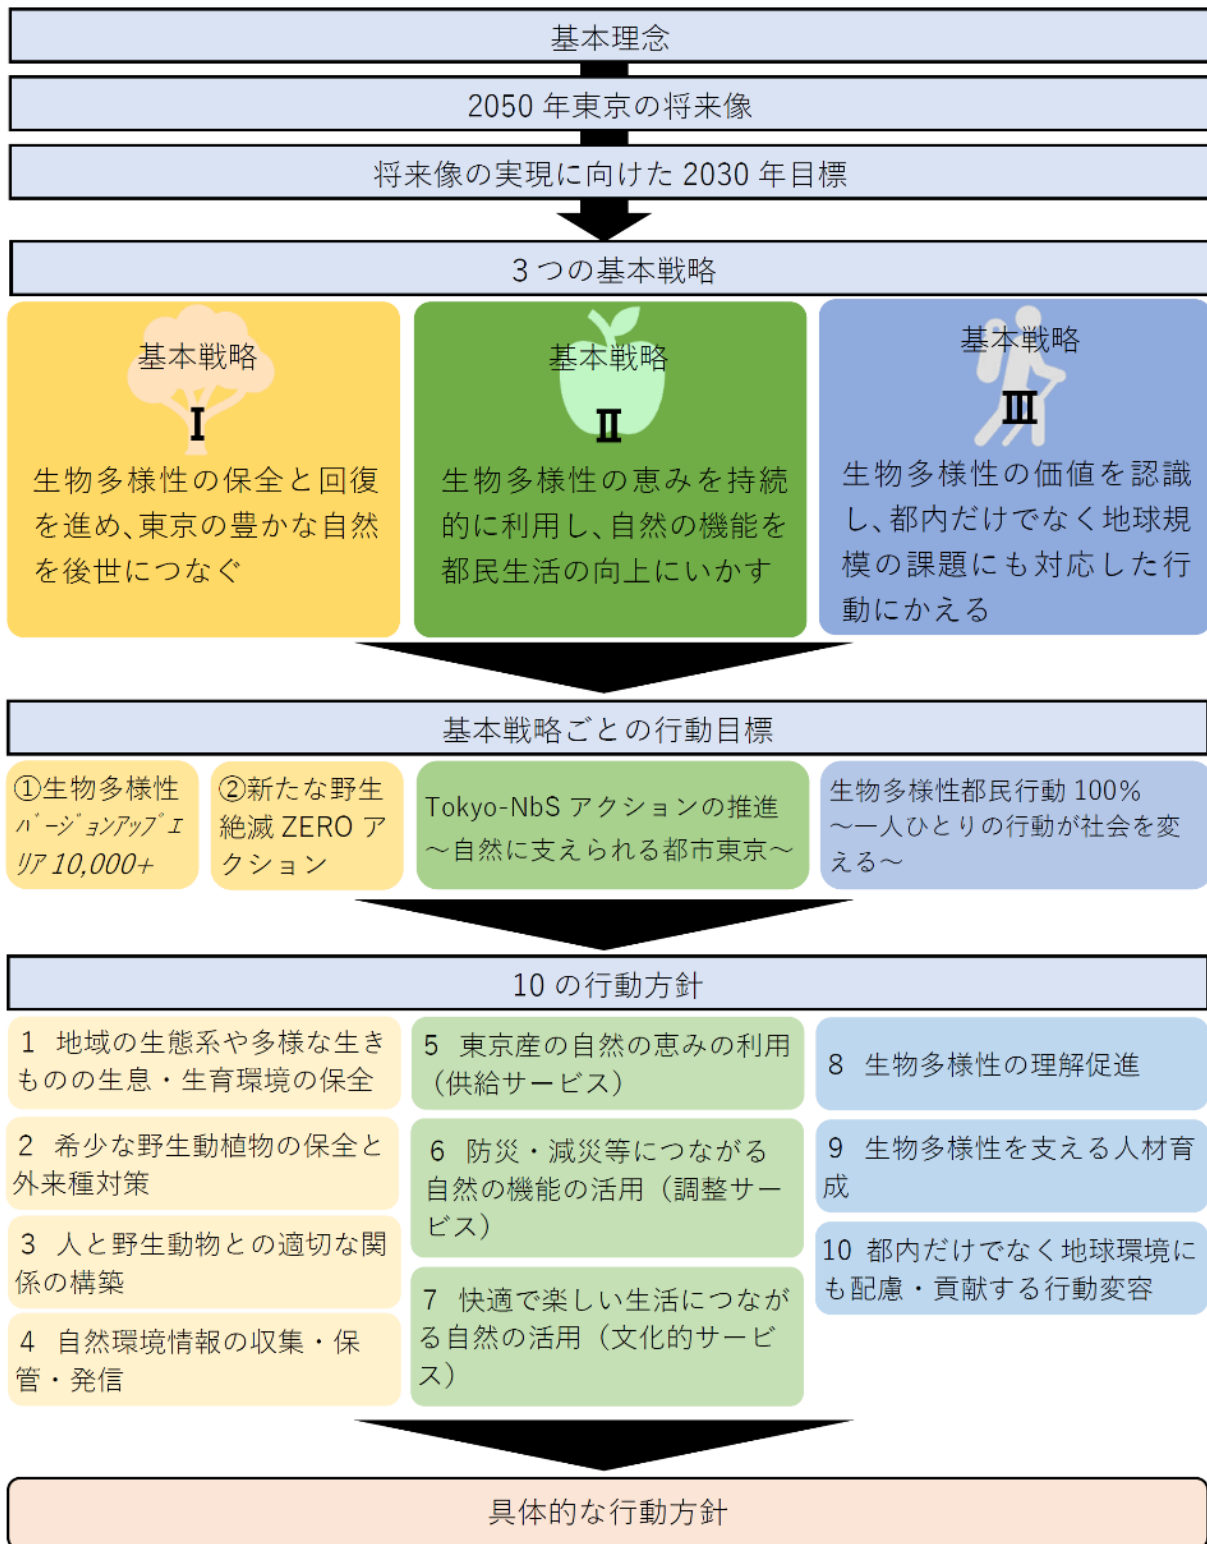 基本理念
2050 年東京の将来像
将来像の実現に向けた 2030 年目標
3 つの基本戦略
基本戦略
Ⅰ
生物多様性の保全と回復
を進め、東京の豊かな自然
を後世につなぐ
基本戦略
Ⅱ
生物多様性の恵みを持続
的に利用し、自然の機能を
都民生活の向上にいかす
基本戦略
Ⅲ
生物多様性の価値を認識
し、都内だけでなく地球規
模の課題にも対応した行
動にかえる
基本戦略ごとの行動目標
①生物多様性
バージョンアップエ
リア 10,000+
②新たな野生
絶滅 ZERO ア
クション
Tokyo-NbS アクションの推進
～自然に支えられる都市東京～
生物多様性都民行動 100%
～一人ひとりの行動が社会を変
える～
10 の行動方針
1 地域の生態系や多様な生き
ものの生息・生育環境の保全
2 希少な野生動植物の保全と
外来種対策
3 人と野生動物との適切な関
係の構築
4 自然環境情報の収集・保
管・発信
5 東京産の自然の恵みの利用
（供給サービス）
6 防災・減災等につながる
自然の機能の活用（調整サー
ビス）
7 快適で楽しい生活につなが
る自然の活用（文化的サービ
ス）
8 生物多様性の理解促進
9 生物多様性を支える人材育
成
10 都内だけでなく地球環境に
も配慮・貢献する行動変容
具体的な行動方針